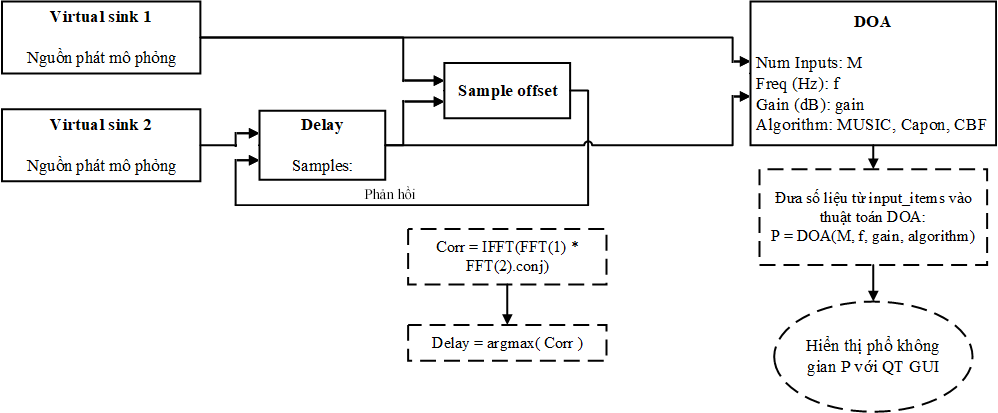 Virtual sink 1
Nguồn phát mô phỏng
Virtual sink 2
Nguồn phát mô phỏng
Delay
Samples:
Sample offset
Phản hồi
DOA
Num Inputs: M
Freq (Hz): f
Gain (dB): gain
Algorithm: MUSIC, Capon, CBF
Đưa số liệu từ input_items vào
thuật toán DOA:
P = DOA(M, f, gain, algorithm)
Corr = IFFT(FFT(1) *
FFT(2).conj)
Delay = argmax( Corr )
Hiển thị phổ không
gian P với QT GUI